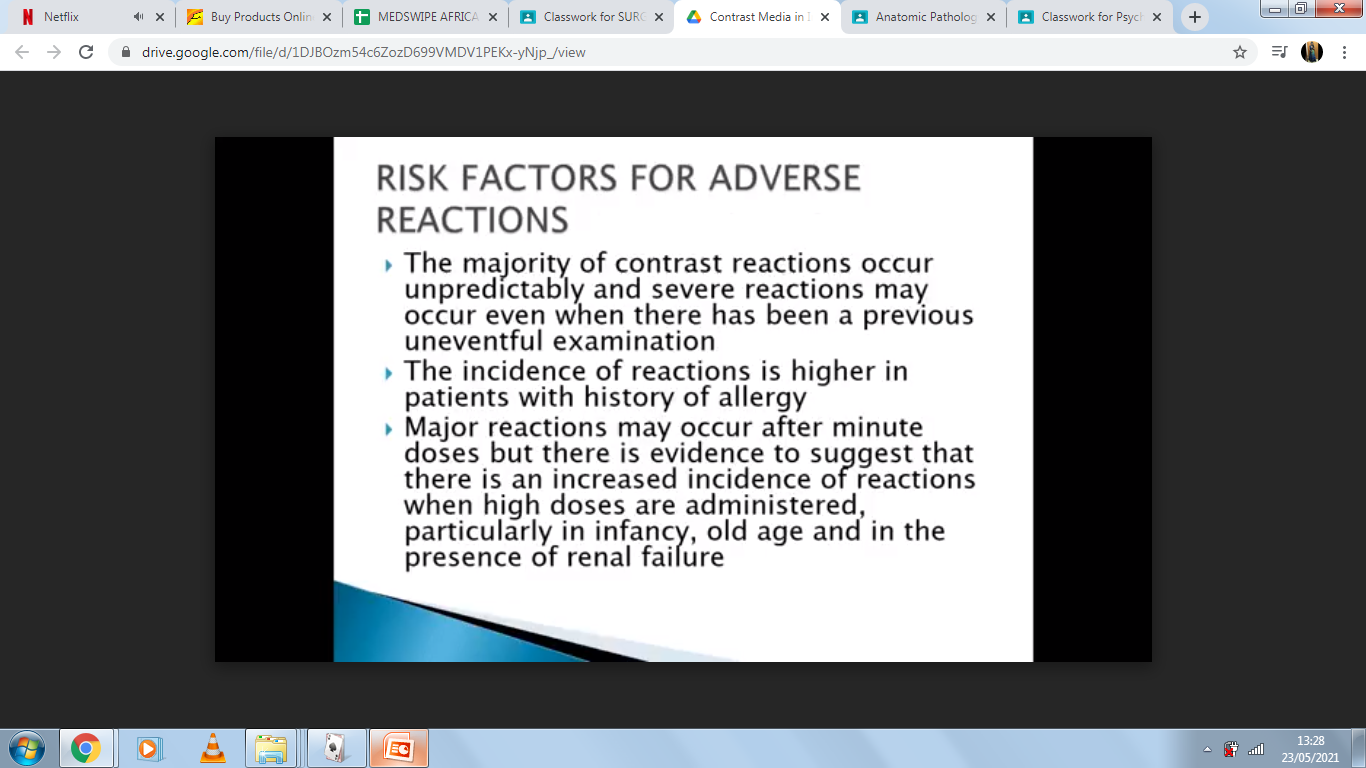 Netflix
Buy Products Onlin
MEDSWIPE AFRICA
Classwork for SURG
Contrast Media in I
Anatomic Patholog
Classwork for Psych
drive.google.com/file/d/1DJBOzm54c6ZozD699VMDV1PEKx-yNjp_/view
RISK FACTORS FOR ADVERSE
REACTIONS
The majority of contrast reactions occur
unpredictably and severe reactions may
occur even when there has been a previous
uneventful examination
The incidence of reactions is higher in
patients with history of allergy
Major reactions may occur after minute
doses but there is evidence to suggest that
there is an increased incidence of reactions
when high doses are administered,
particularly in infancy, old age and in the
presence of renal failure
13:28
23/05/2021